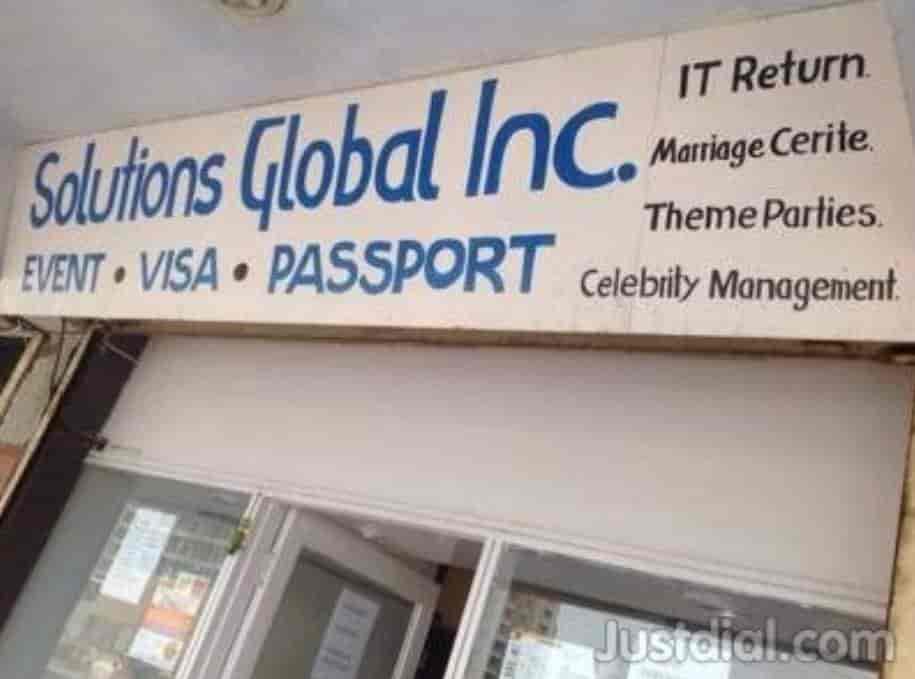 Solutions Global Inc.
EVENT • VISA • PASSPORT
IT Return.
Marriage Cerite.
Theme Parties.
Celebrity Management.
Justdial.com